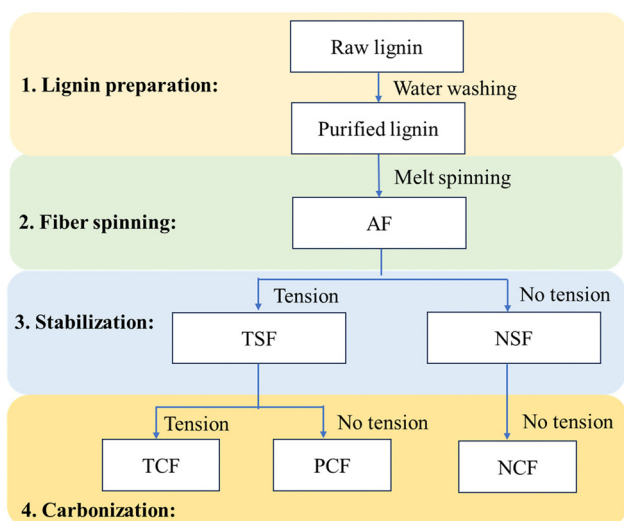 Raw lignin
1. Lignin preparation:
Water washing
Purified lignin
Melt spinning
2. Fiber spinning:
AF
Tension
No tension
3. Stabilization:
TSF
NSF
Tension
No tension
No tension
TCF
PCF
NCF
4. Carbonization: